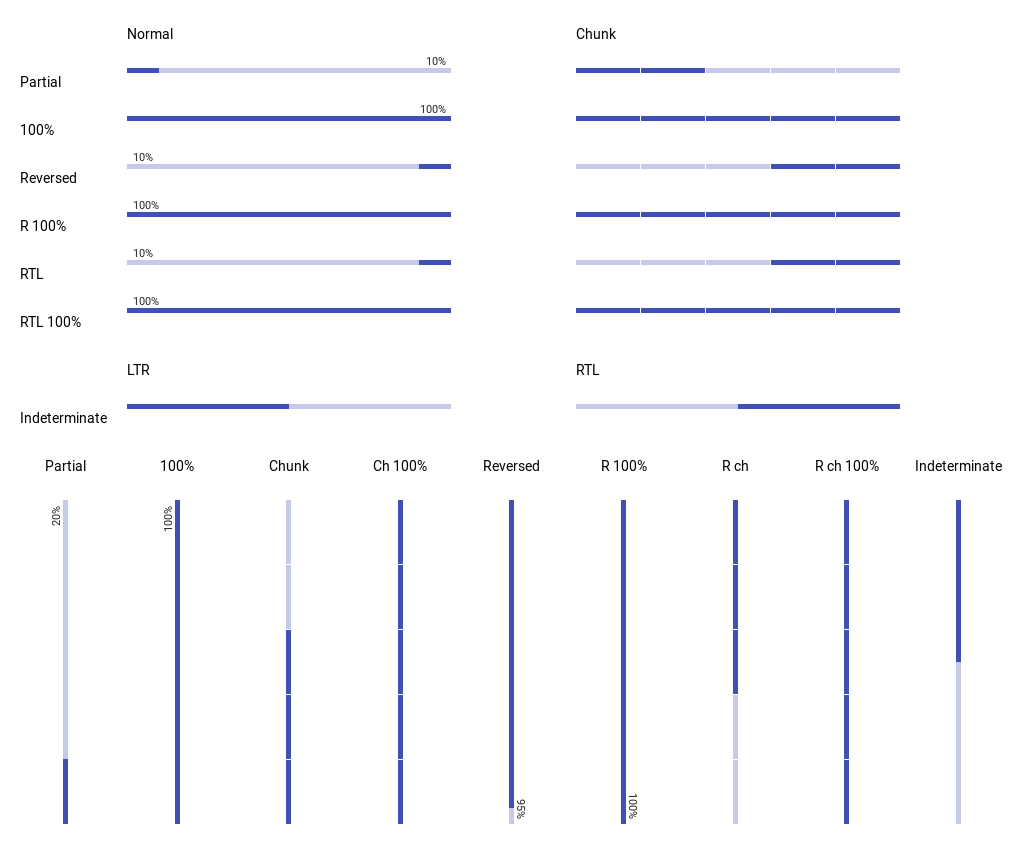 Normal Chunk
Partial 10%
100% 100%
Reversed 10%
R 100% 100%
RTL 10%
RTL 100% 100%
LTR RTL
Indeterminate
Partial 100% Chunk Ch 100% Reversed R 100% R ch R ch 100% Indeterminate
20% 100%
95% 100%